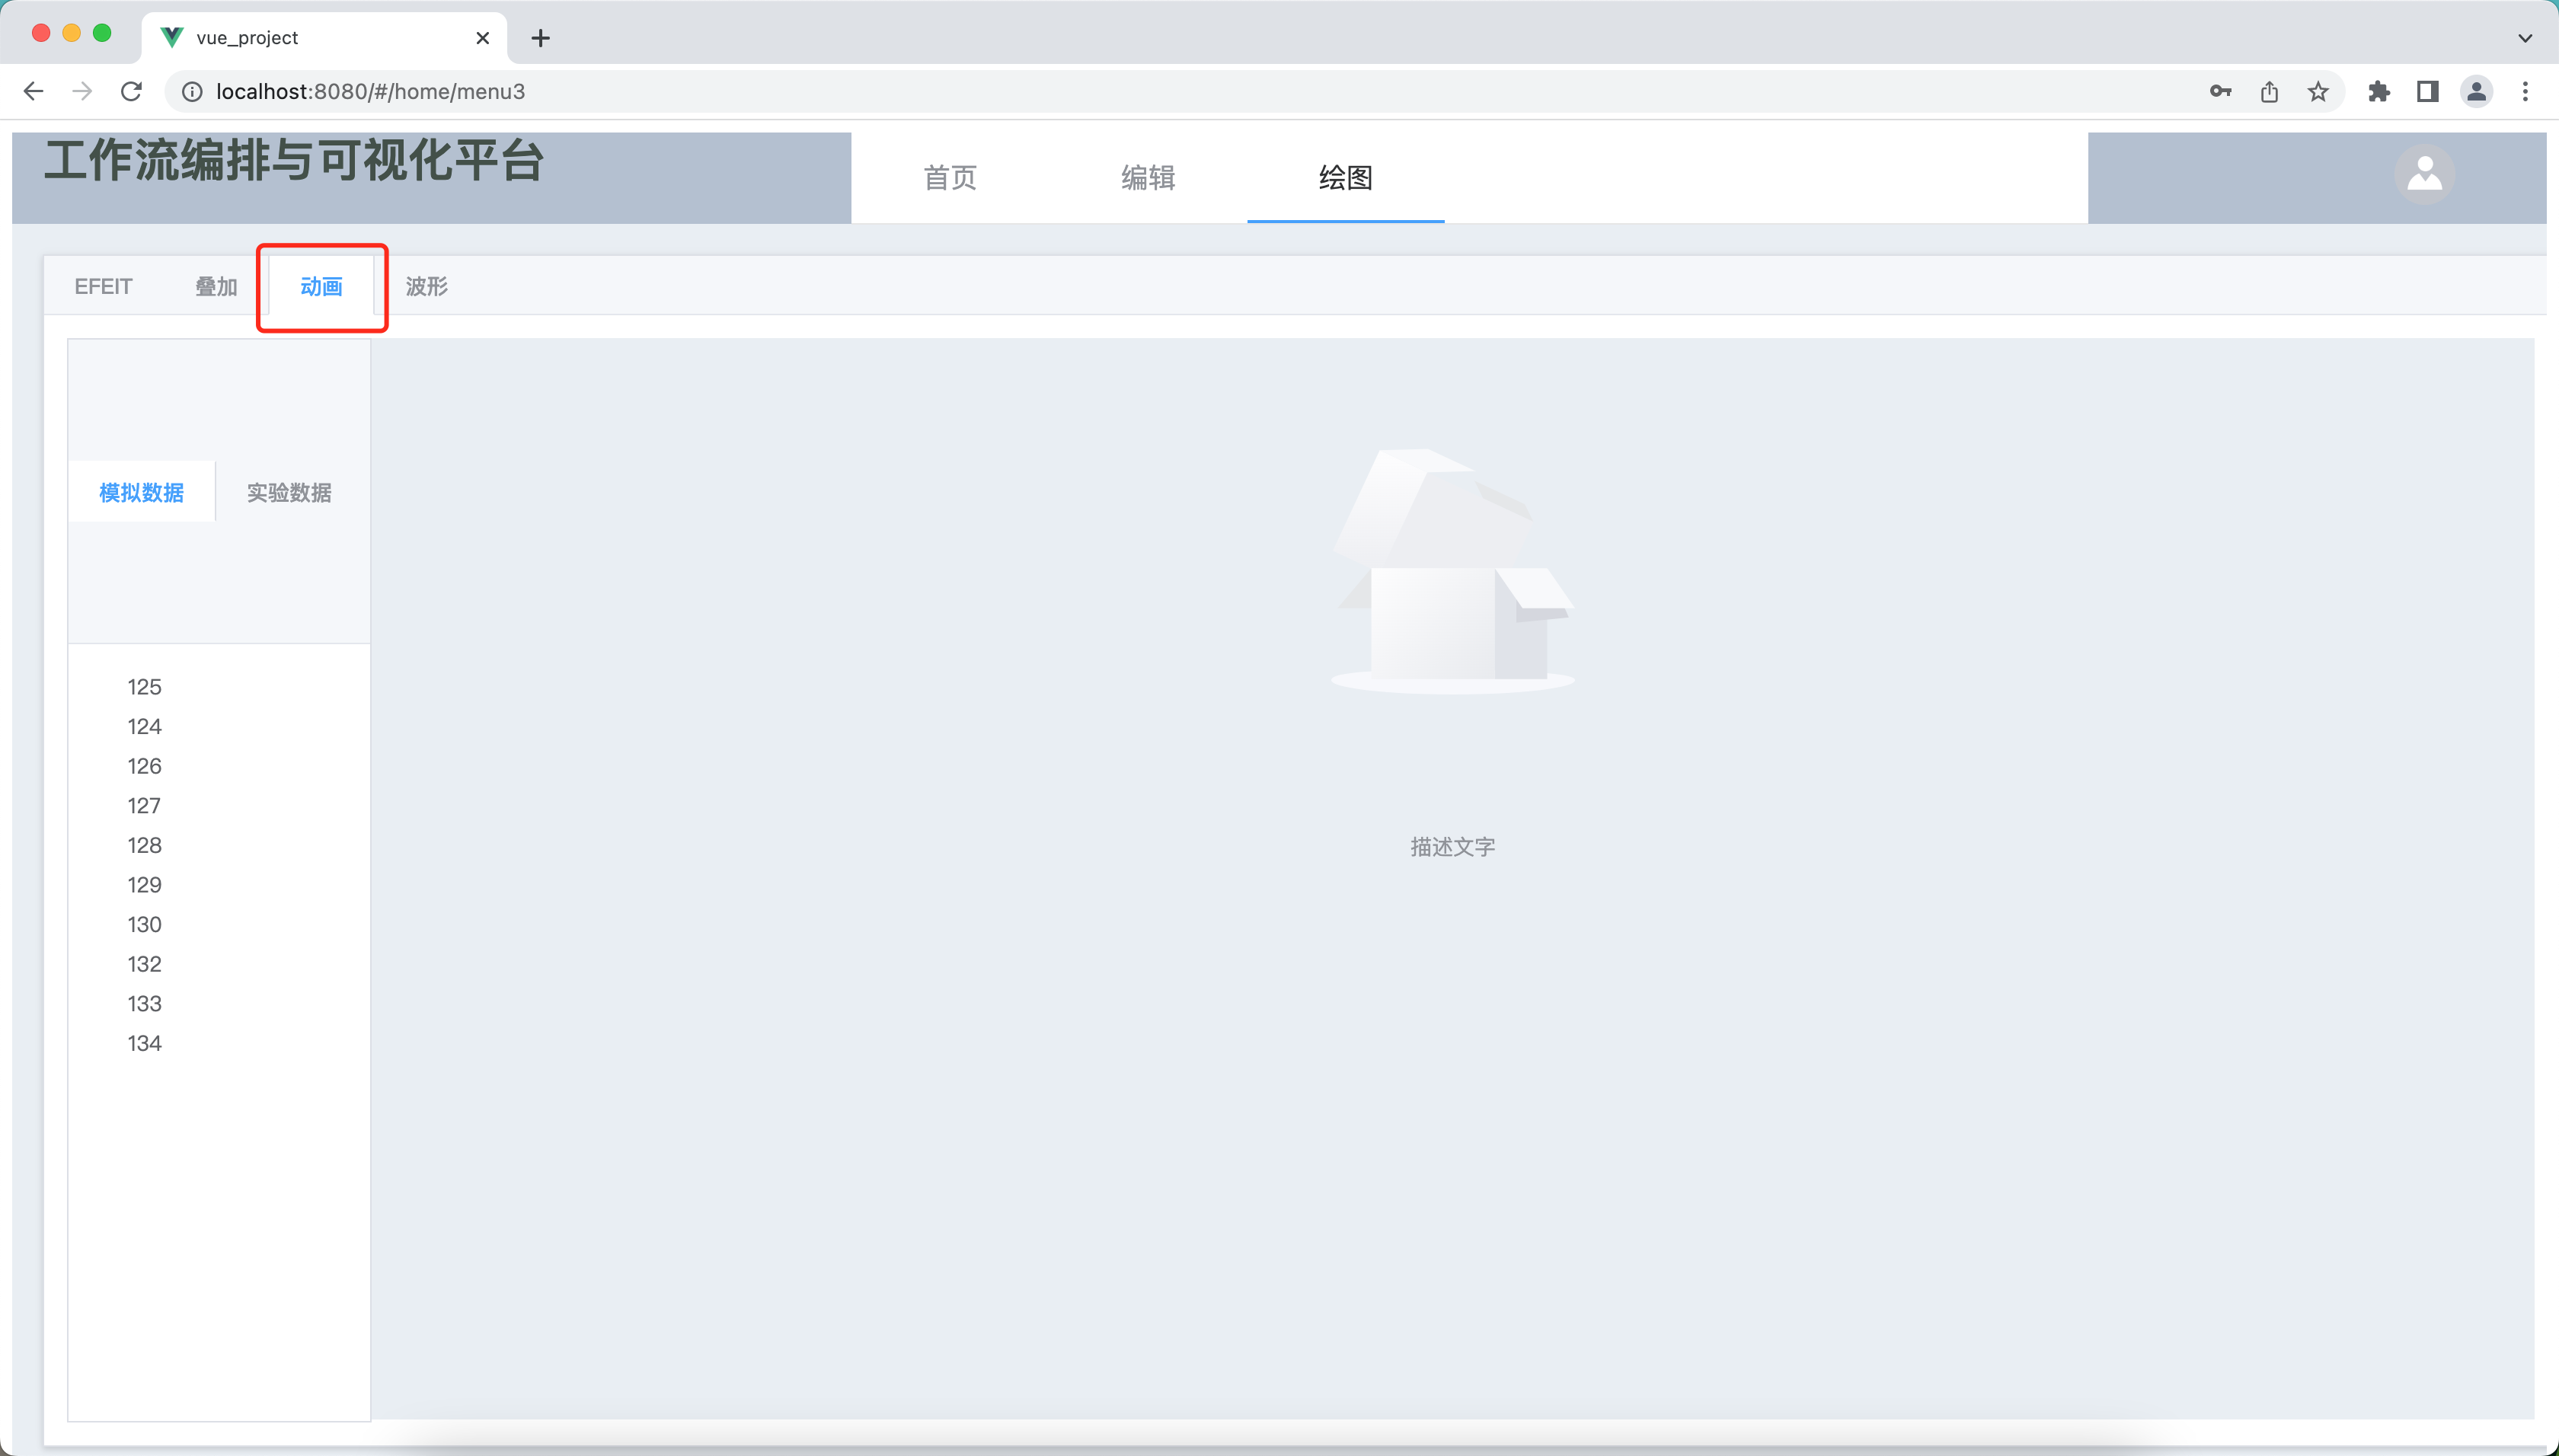 vue_project
localhost:8080/#/home/menu3
工作流编排与可视化平台
首页 编辑 绘图
EFEIT 叠加 动画 波形
模拟数据 实验数据
125
124
126
127
128
129
130
132
133
134
描述文字